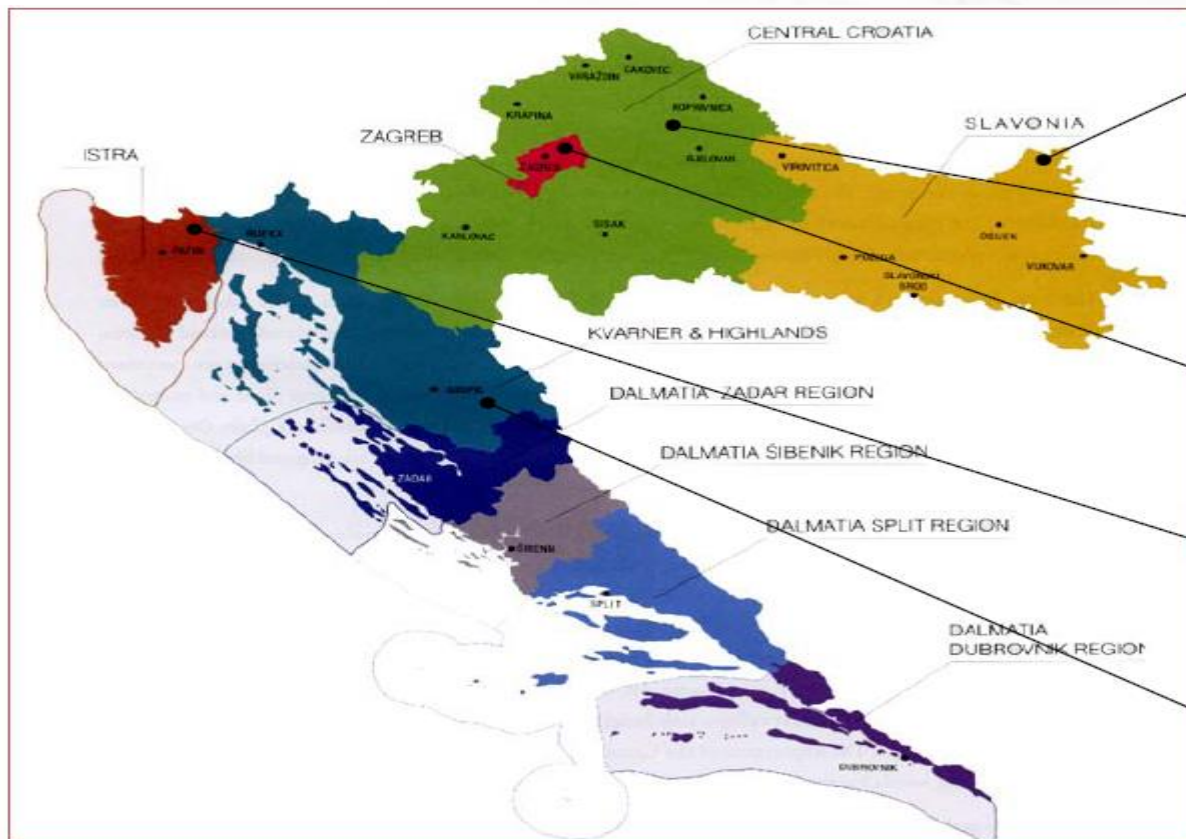 CENTRAL CROATIA
VARAŽDIN
ČAKOVEC
KOPRIVNICA
KRAPINA
ZAGREB
SLAVONIA
ISTRA
ZAGREB
BJELOVAR
VIROVITICA
RIJEKA
PAZIN
KARLOVAC
SISAK
OSIJEK
POŽEGA
VUKOVAR
SLAVONSKI
BROD
KVARNER & HIGHLANDS
GOSPIĆ
DALMATIA ZADAR REGION
DALMATIA ŠIBENIK REGION
ZADAR
DALMATIA SPLIT REGION
ŠIBENIK
SPLIT
DALMATIA
DUBROVNIK REGION
DUBROVNIK